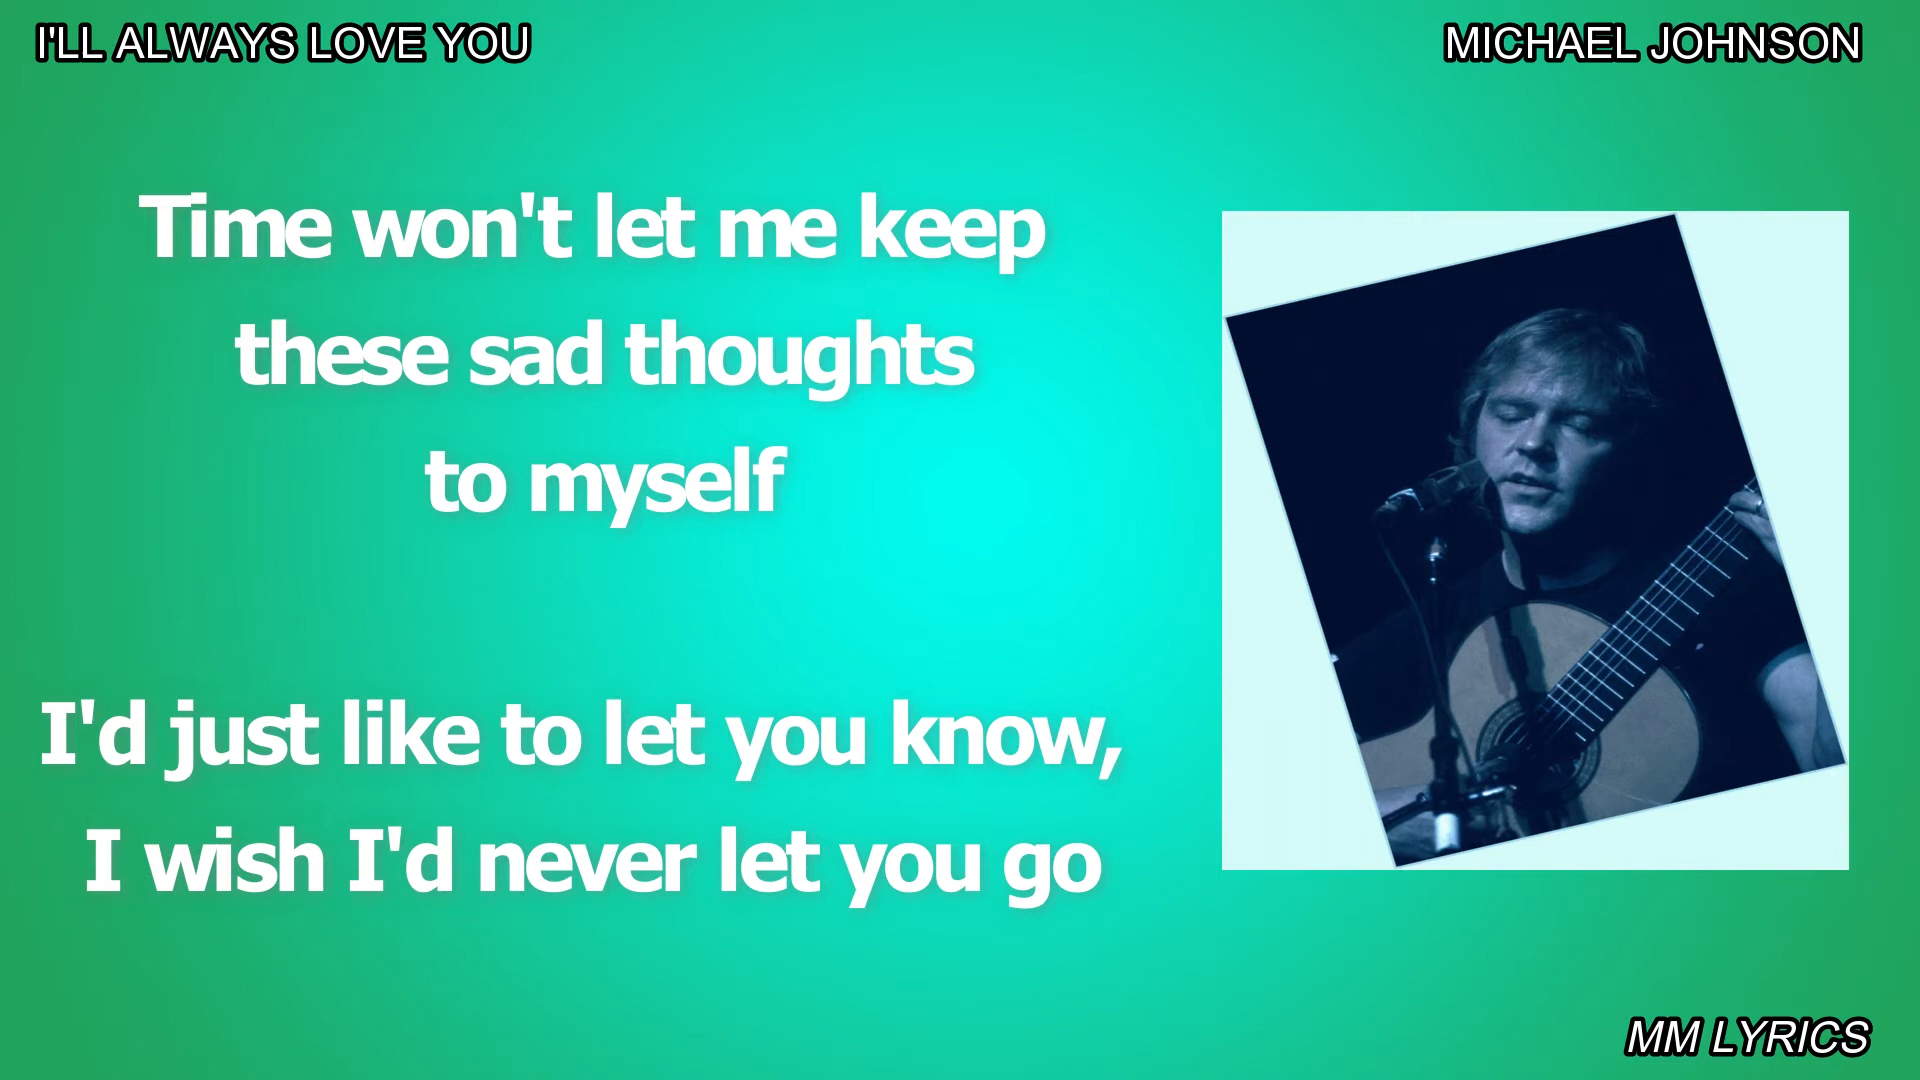 I'LL ALWAYS LOVE YOU
MICHAEL JOHNSON
Time won't let me keep
these sad thoughts
to myself
I'd just like to let you know,
I wish I'd never let you go
MM LYRICS